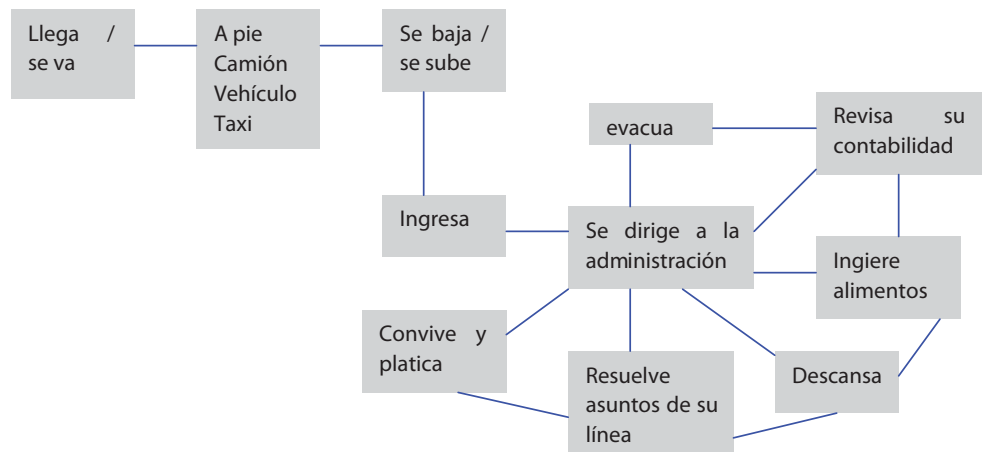 Llega /
se va
A pie
Camión
Vehículo
Taxi
Se baja /
se sube
evacua
Revisa su
contabilidad
Ingresa
Se dirige a la
administración
Ingiere
alimentos
Convive y
platica
Resuelve
asuntos de su
línea
Descansa